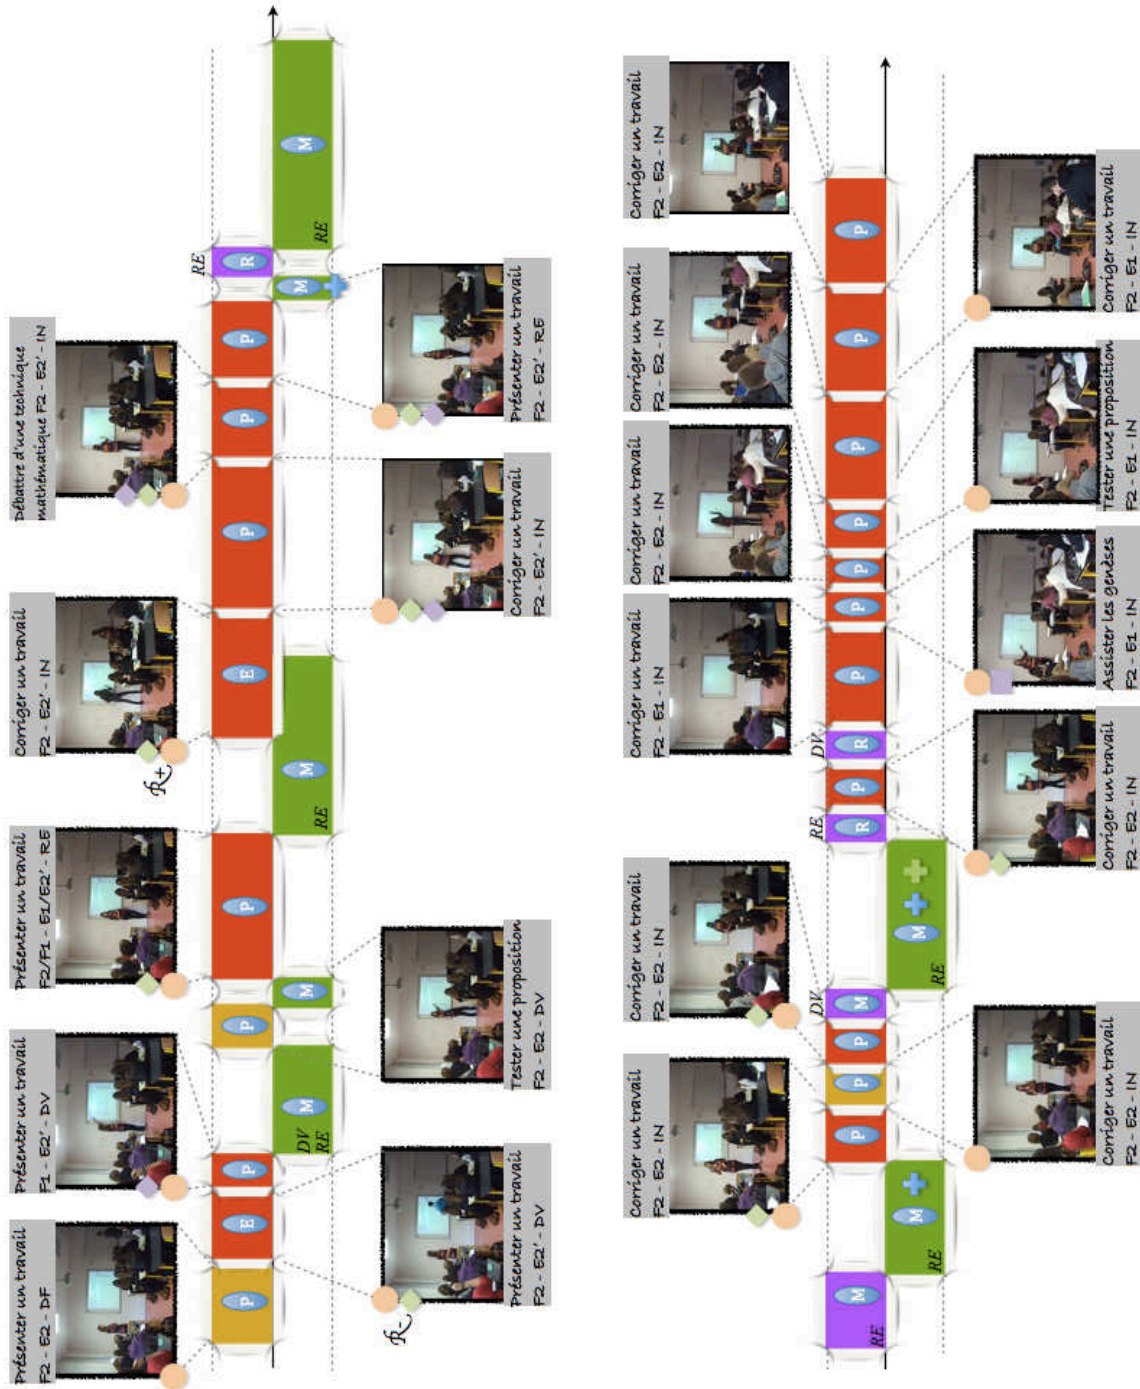 Présenter un travail
F2 - E2 - DF
Présenter un travail
F1 - E2' - DV
Présenter un travail
F2/F1 - E1/E2' - RE
Corriger un travail
F2 - E2' - IN
Débattre d'une technique
mathématique F2 - E2' - IN
R+
RE
P
E
P
P
P
E
P
P
P
R
DV
RE
M
M
RE
M
M
RE
M
R-
Présenter un travail
F2 - E2' - DV
Tester une proposition
F2 - E2 - DV
Corriger un travail
F2 - E2' - IN
Présenter un travail
F2 - E2' - RE
Corriger un travail
F2 - E2 - IN
Corriger un travail
F2 - E2 - IN
Corriger un travail
F2 - E1 - IN
Corriger un travail
F2 - E2 - IN
Corriger un travail
F2 - E2 - IN
Corriger un travail
F2 - E2 - IN
DV
RE
DV
RE
M
P
P
P
M
R
P
R
P
P
P
P
P
P
P
RE
M
RE
M
Corriger un travail
F2 - E2 - IN
Corriger un travail
F2 - E2 - IN
Assister les genèses
F2 - E1 - IN
Tester une proposition
F2 - E1 - IN
Corriger un travail
F2 - E1 - IN